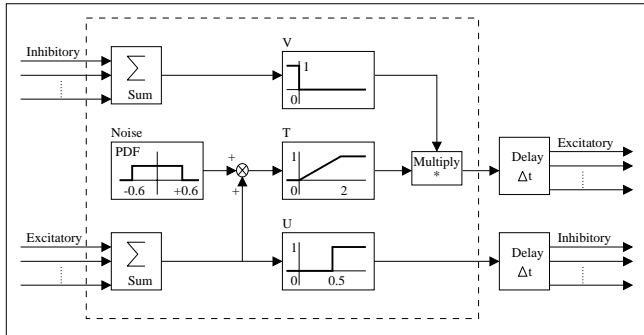 Inhibitory
∑
Sum
V
1
0
Noise
PDF
-0.6
+0.6
+
+
T
1
0
2
Multiply
*
Delay
Δt
Excitatory
Excitatory
∑
Sum
U
1
0
0.5
Delay
Δt
Inhibitory